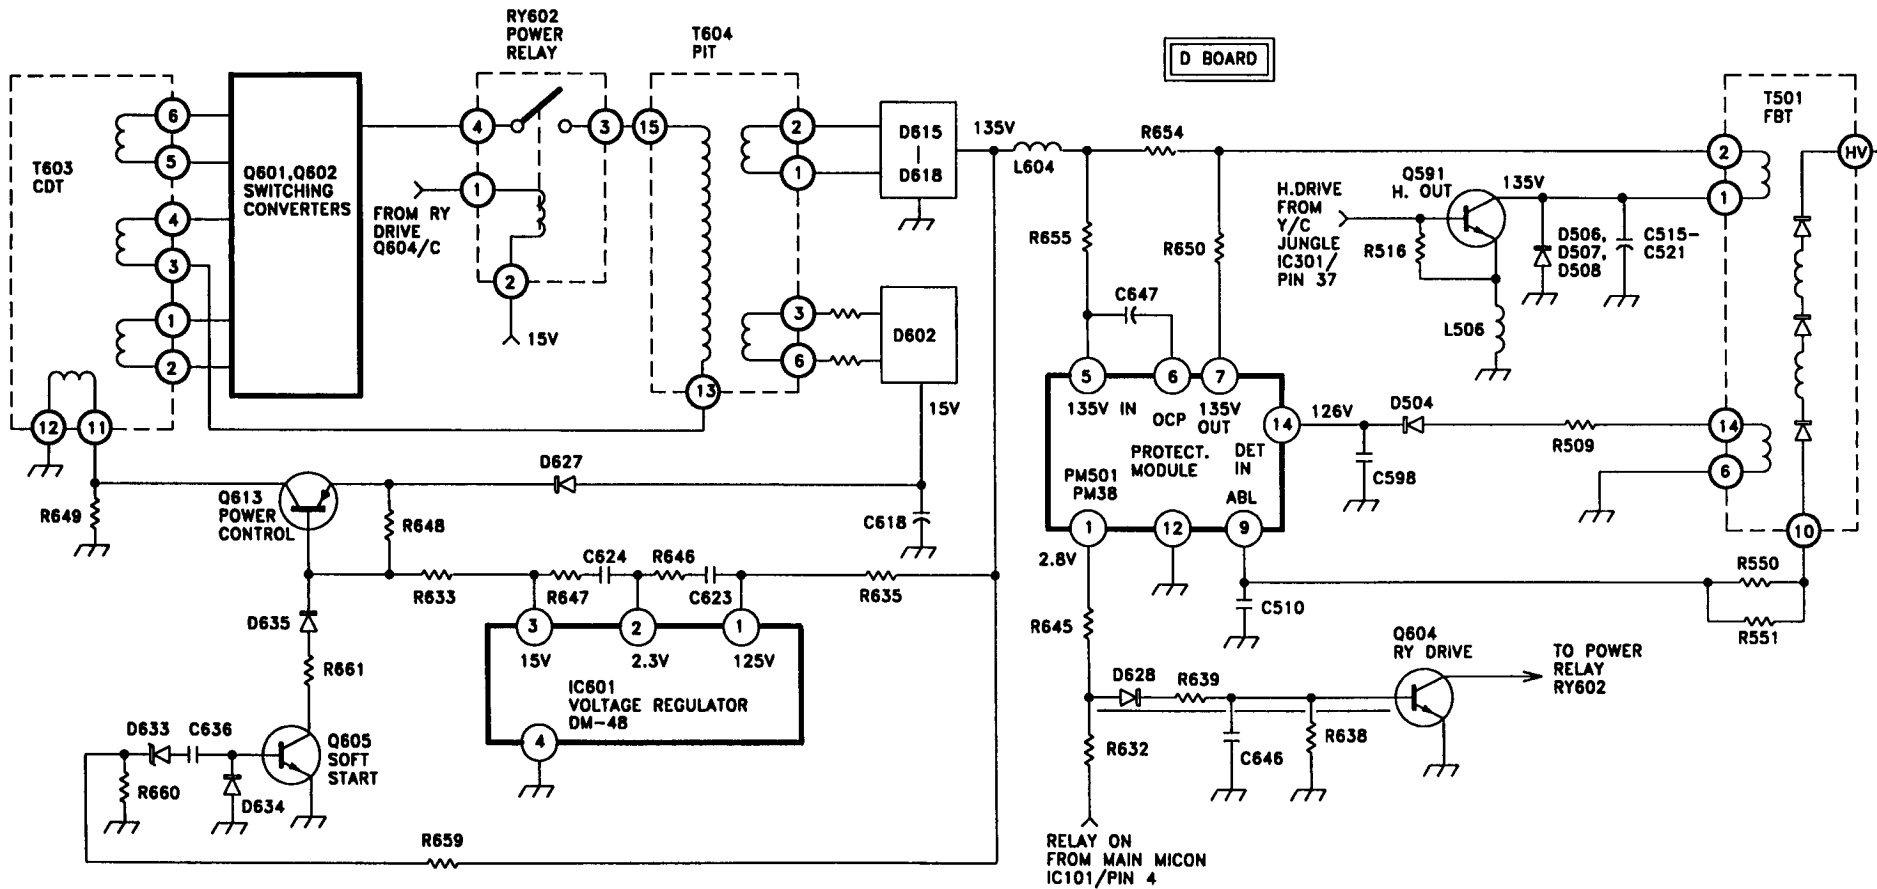 RY602
POWER
RELAY
T604
PIT
D BOARD
T501
FBT
T603
CDT
6
5
4
3
1
2
12
11
Q601,Q602
SWITCHING
CONVERTERS
4
3
1
2
FROM RY
DRIVE
Q604/C
15V
15
13
2
1
3
6
D615
D618
D602
15V
135V
L604
R654
R655
R650
C647
H.DRIVE
FROM
Y/C
JUNGLE
IC301/
PIN 37
Q591
H. OUT
135V
R516
L506
D506,
D507,
D508
C515-
C521
2
1
HV
14
6
10
5
6
7
135V IN
OCP
135V
OUT
14
PROTECT.
MODULE
DET
IN
PM501
PM38
ABL
1
12
9
126V
D504
R509
C598
2.8V
R550
R551
C510
R645
R649
Q613
POWER
CONTROL
R648
D627
C618
R633
R647
C624
R646
C623
R635
3
2
1
15V
2.3V
125V
IC601
VOLTAGE REGULATOR
DM-48
4
D635
R661
D633
C636
Q605
SOFT
START
R660
D634
R659
D628
R639
Q604
RY DRIVE
TO POWER
RELAY
RY602
R632
C646
R638
RELAY ON
FROM MAIN MICON
IC101/PIN 4